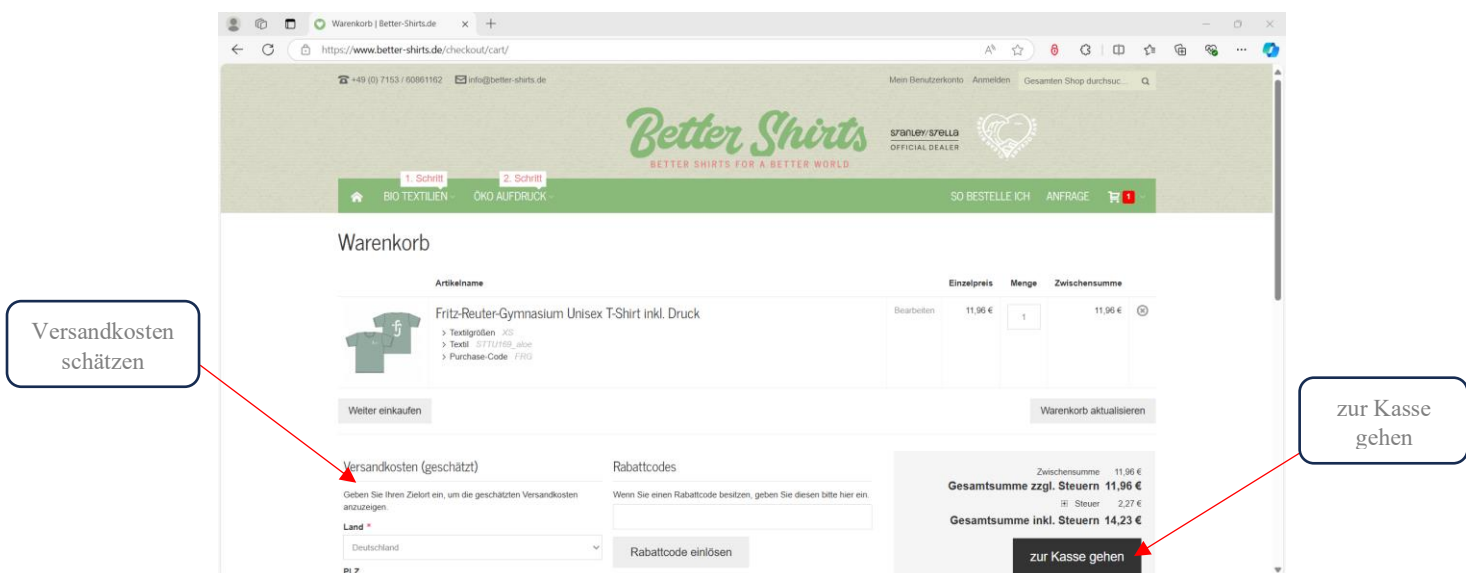 Warenkorb | Better-Shirts.de
https://www.better-shirts.de/checkout/cart/
+49 (0) 7153 / 60861162 info@better-shirts.de
Mein Benutzerkonto Anmelden Gesamten Shop durchsuc...
Better Shirts
BETTER SHIRTS FOR A BETTER WORLD
STANLEY/STELLA
OFFICIAL DEALER
1. Schritt 2. Schritt
BIO TEXTILIEN ÖKO AUFDRUCK SO BESTELLE ICH ANFRAGE 1
Warenkorb
Artikelname Einzelpreis Menge Zwischensumme
Fritz-Reuter-Gymnasium Unisex T-Shirt inkl. Druck Bearbeiten 11,96 € 1 11,96 €
> Textilgrößen XS
> Textil STTU169_aloe
> Purchase-Code FRG
Weiter einkaufen Warenkorb aktualisieren
Versandkosten
schätzen
zur Kasse
gehen
Versandkosten (geschätzt)
Geben Sie Ihren Zielort ein, um die geschätzten Versandkosten
anzuzeigen.
Land *
Deutschland
PLZ
Rabattcodes
Wenn Sie einen Rabattcode besitzen, geben Sie diesen bitte hier ein.
Rabattcode einlösen
Zwischensumme 11,96 €
Gesamtsumme zzgl. Steuern 11,96 €
Steuer 2,27 €
Gesamtsumme inkl. Steuern 14,23 €
zur Kasse gehen